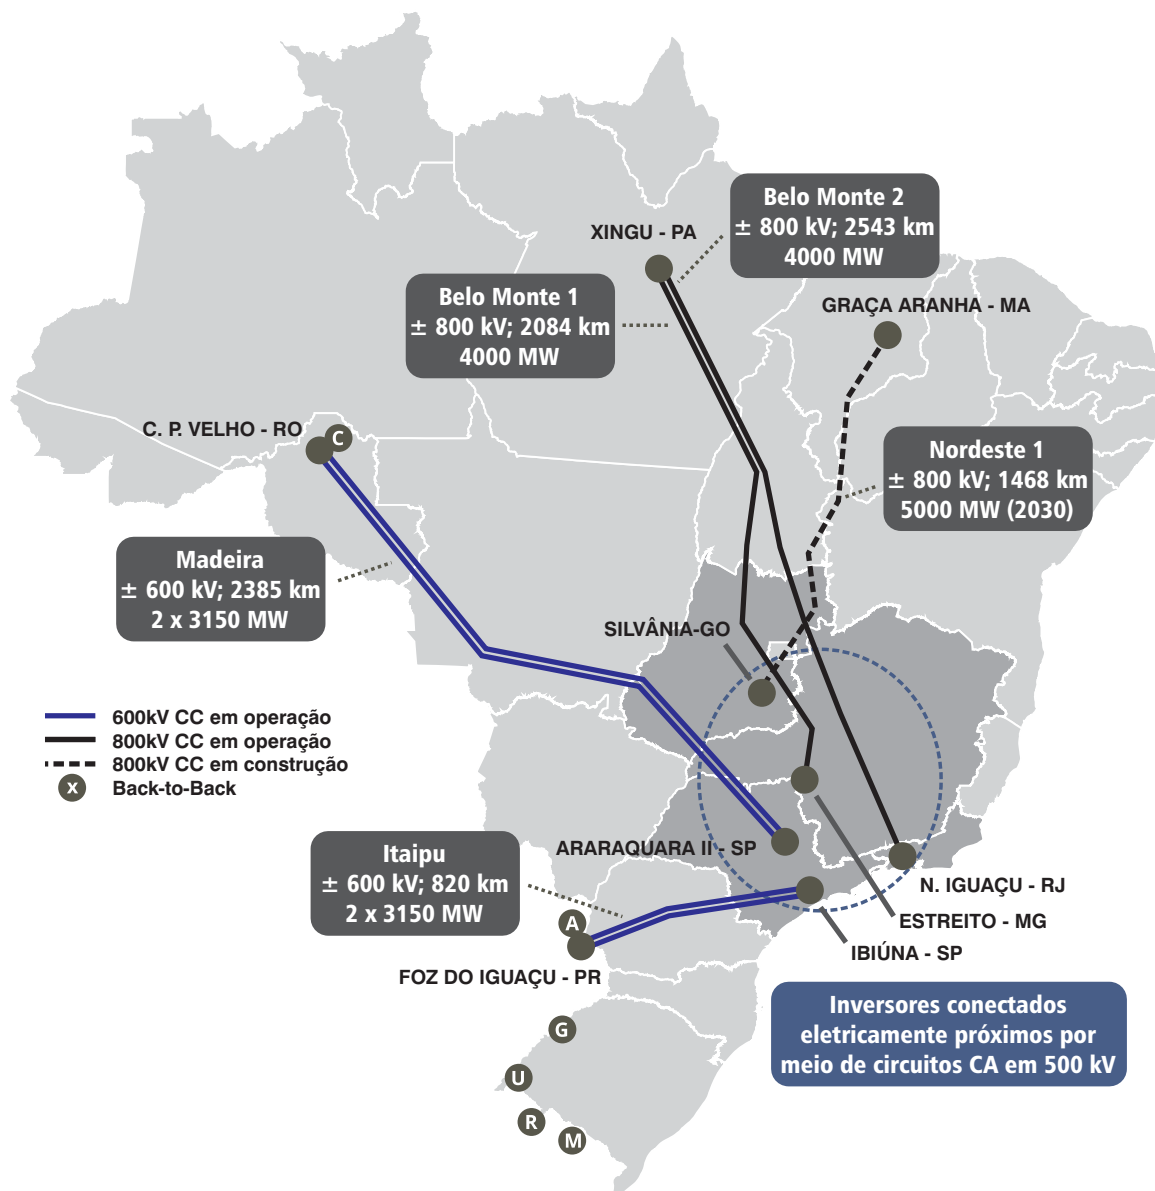 Belo Monte 2
± 800 kV; 2543 km
4000 MW
XINGU - PA
Belo Monte 1
± 800 kV; 2084 km
4000 MW
GRAÇA ARANHA - MA
C. P. VELHO - RO
C
Nordeste 1
± 800 kV; 1468 km
5000 MW (2030)
Madeira
± 600 kV; 2385 km
2 x 3150 MW
SILVÂNIA-GO
600kV CC em operação
800kV CC em operação
800kV CC em construção
X Back-to-Back
ARARAQUARA II - SP
Itaipu
± 600 kV; 820 km
2 x 3150 MW
N. IGUAÇU - RJ
ESTREITO - MG
IBIÚNA - SP
A
FOZ DO IGUAÇU - PR
Inversores conectados
eletricamente próximos por
meio de circuitos CA em 500 kV
G
U
R
M